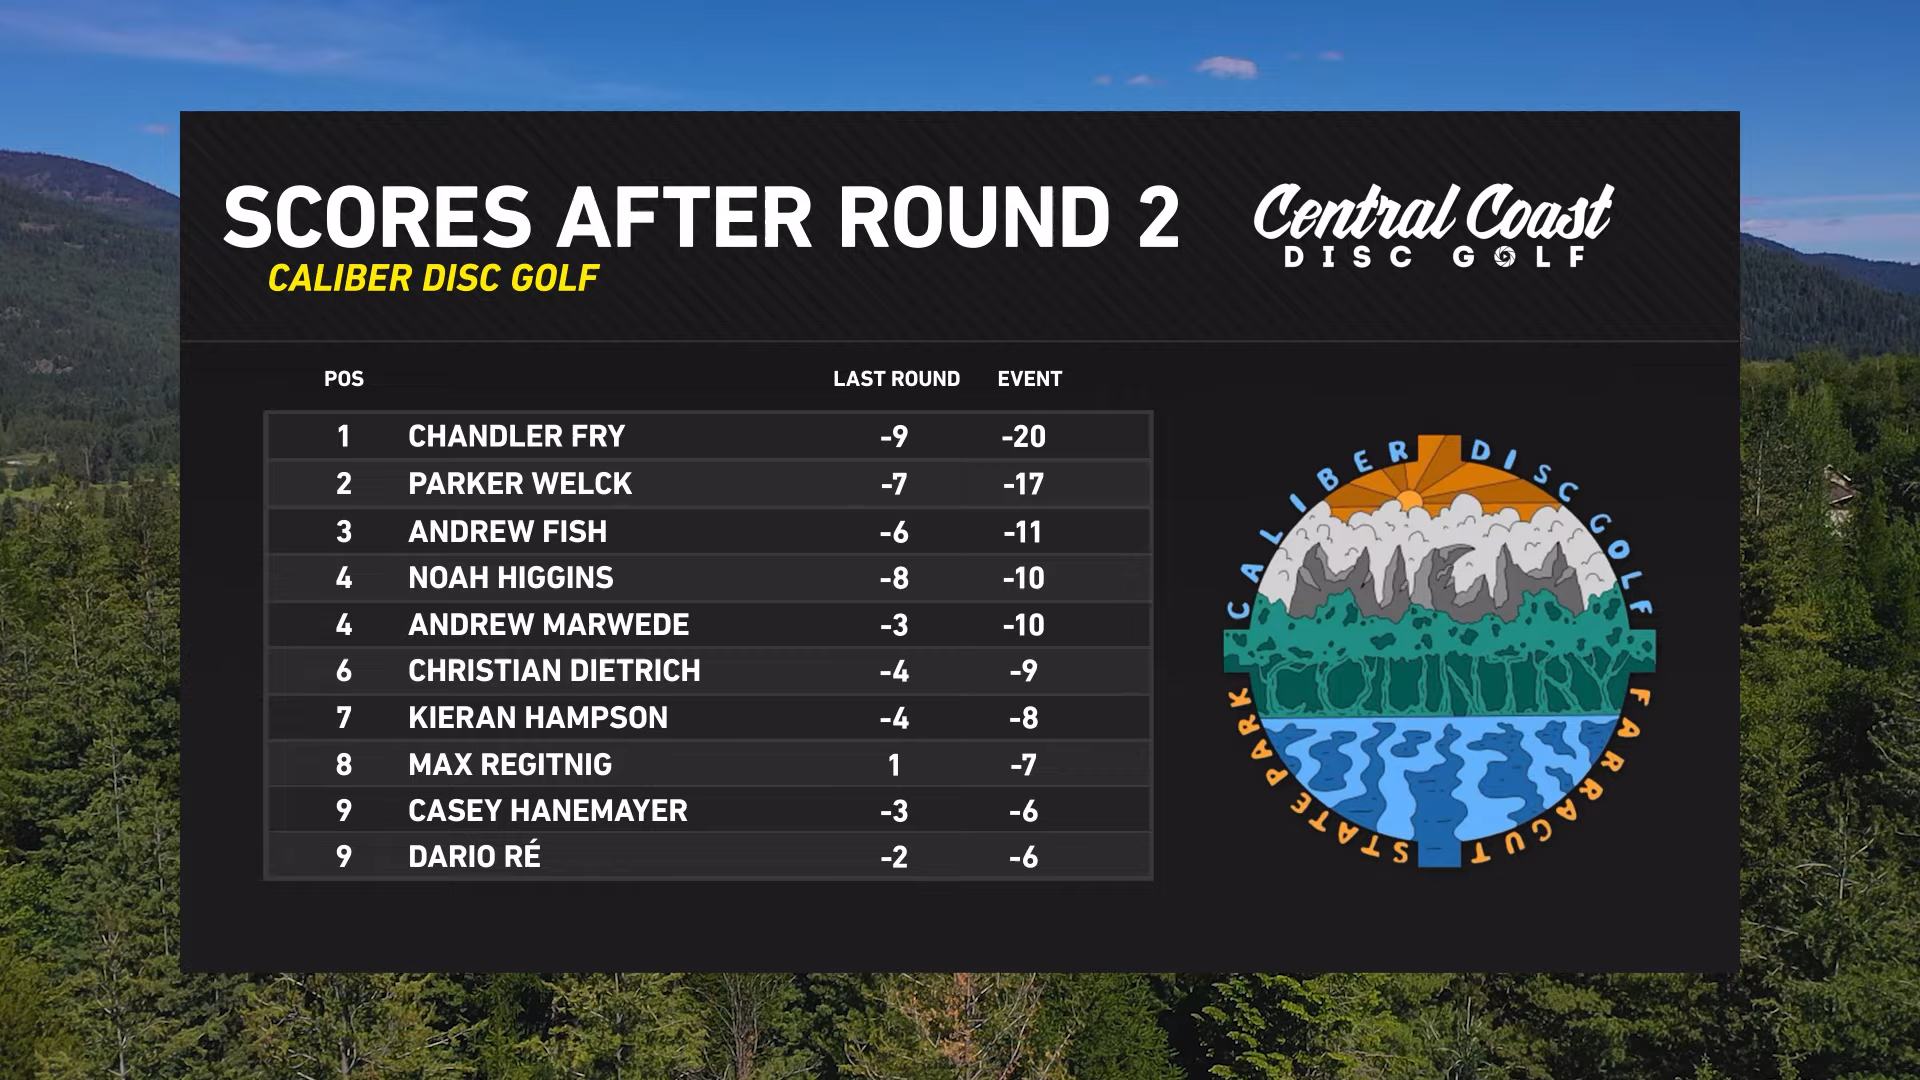 SCORES AFTER ROUND 2
CALIBER DISC GOLF
Central Coast
DISC GOLF
POS LAST ROUND EVENT
1 CHANDLER FRY -9 -20
2 PARKER WELCK -7 -17
3 ANDREW FISH -6 -11
4 NOAH HIGGINS -8 -10
4 ANDREW MARWEDE -3 -10
6 CHRISTIAN DIETRICH -4 -9
7 KIERAN HAMPSON -4 -8
8 MAX REGITNIG 1 -7
9 CASEY HANEMAYER -3 -6
9 DARIO RÉ -2 -6
CALIBER DISC GOLF
COUNTRY
OPEN
FARRAGUT STATE PARK